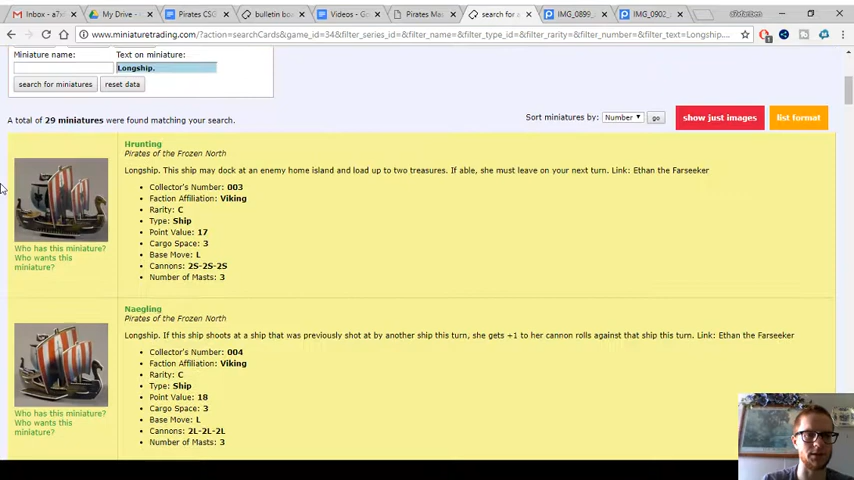 Inbox - a7x
My Drive - G
Pirates CSG
bulletin boa
Videos - Go
Pirates Ma
search for a
IMG_0899_
IMG_0902_
www.miniaturetrading.com/?action=searchCards&game_id=34&filter_series_id=&filter_name=&filter_type_id=&filter_rarity=&filter_number=&filter_text=Longship....
Miniature name:
Text on miniature:
Longship.
search for miniatures
reset data
A total of 29 miniatures were found matching your search.
Sort miniatures by: Number go
show just images
list format
Hrunting
Pirates of the Frozen North
Longship. This ship may dock at an enemy home island and load up to two treasures. If able, she must leave on your next turn. Link: Ethan the Farseeker
• Collector's Number: 003
• Faction Affiliation: Viking
• Rarity: C
• Type: Ship
• Point Value: 17
• Cargo Space: 3
• Base Move: L
• Cannons: 2S-2S-2S
• Number of Masts: 3
Who has this miniature?
Who wants this
miniature?
Naegling
Pirates of the Frozen North
Longship. If this ship shoots at a ship that was previously shot at by another ship this turn, she gets +1 to her cannon rolls against that ship this turn. Link: Ethan the Farseeker
• Collector's Number: 004
• Faction Affiliation: Viking
• Rarity: C
• Type: Ship
• Point Value: 18
• Cargo Space: 3
• Base Move: L
• Cannons: 2L-2L-2L
• Number of Masts: 3
Who has this miniature?
Who wants this
miniature?